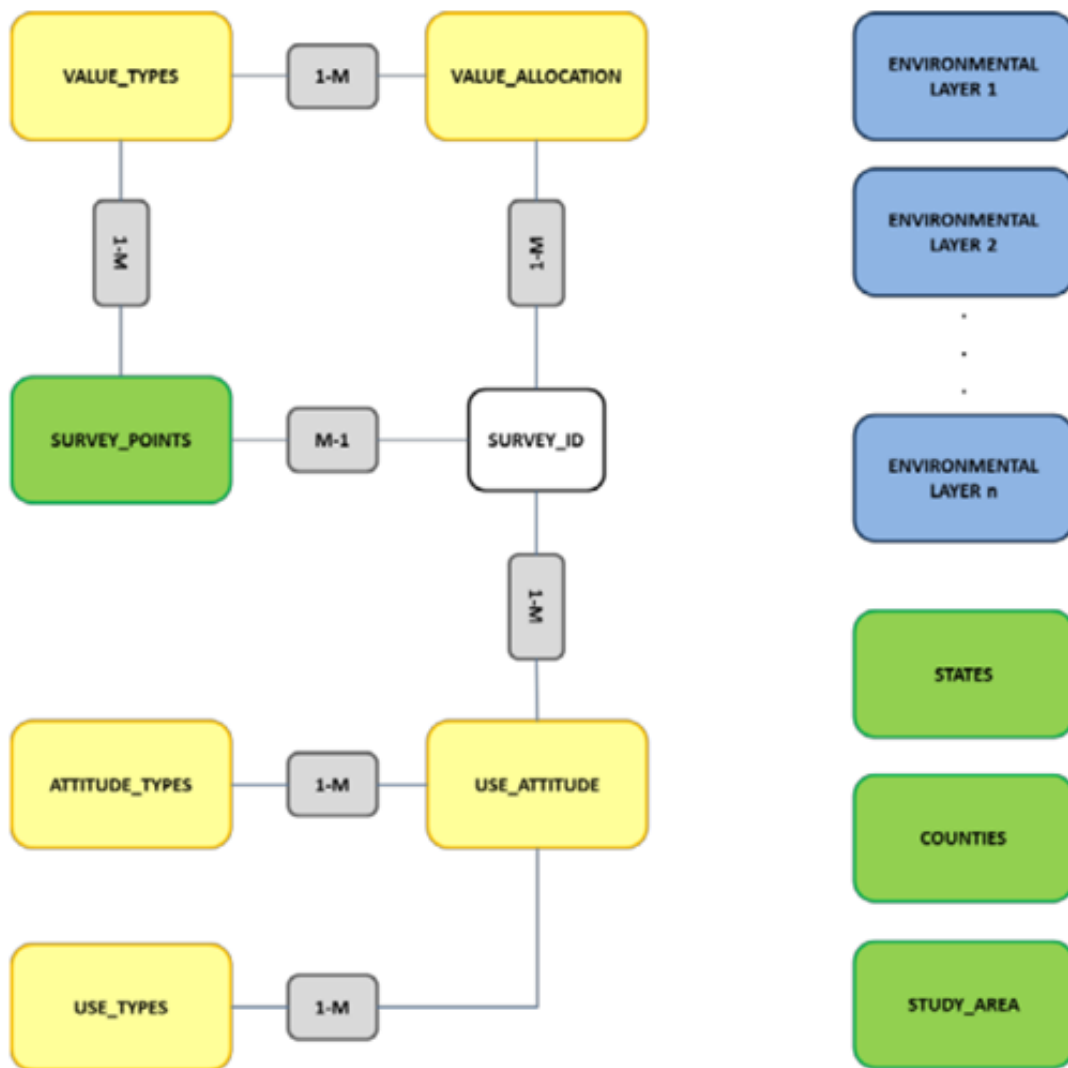 VALUE_TYPES
1-M
VALUE_ALLOCATION
ENVIRONMENTAL
LAYER 1
1-M
M-1
ENVIRONMENTAL
LAYER 2
.
.
.
SURVEY_POINTS
M-1
SURVEY_ID
ENVIRONMENTAL
LAYER n
1-M
STATES
ATTITUDE_TYPES
1-M
USE_ATTITUDE
COUNTIES
USE_TYPES
1-M
STUDY_AREA